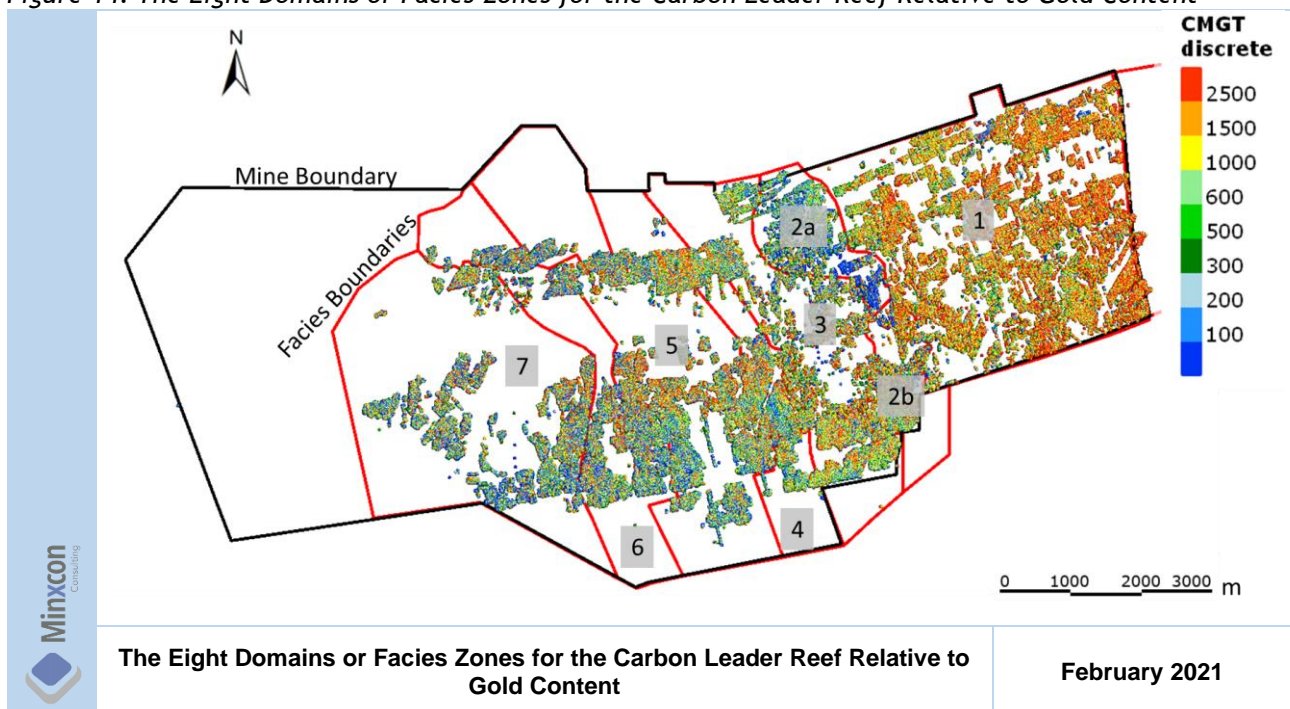 Figure 14: The Eight Domains or Facies Zones for the Carbon Leader Reef Relative to Gold Content
N
CMGT
discrete
2500
1500
1000
600
500
300
200
100
Mine Boundary
Facies Boundaries
1
2a
3
5
7
2b
4
6
0 1000 2000 3000 m
Minxcon
Consulting
The Eight Domains or Facies Zones for the Carbon Leader Reef Relative to
Gold Content
February 2021